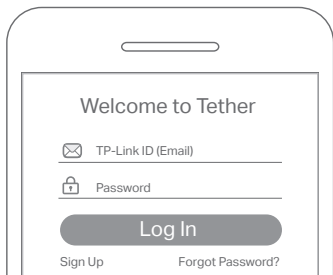 Welcome to Tether
TP-Link ID (Email)
Password
Log In
Sign Up Forgot Password?